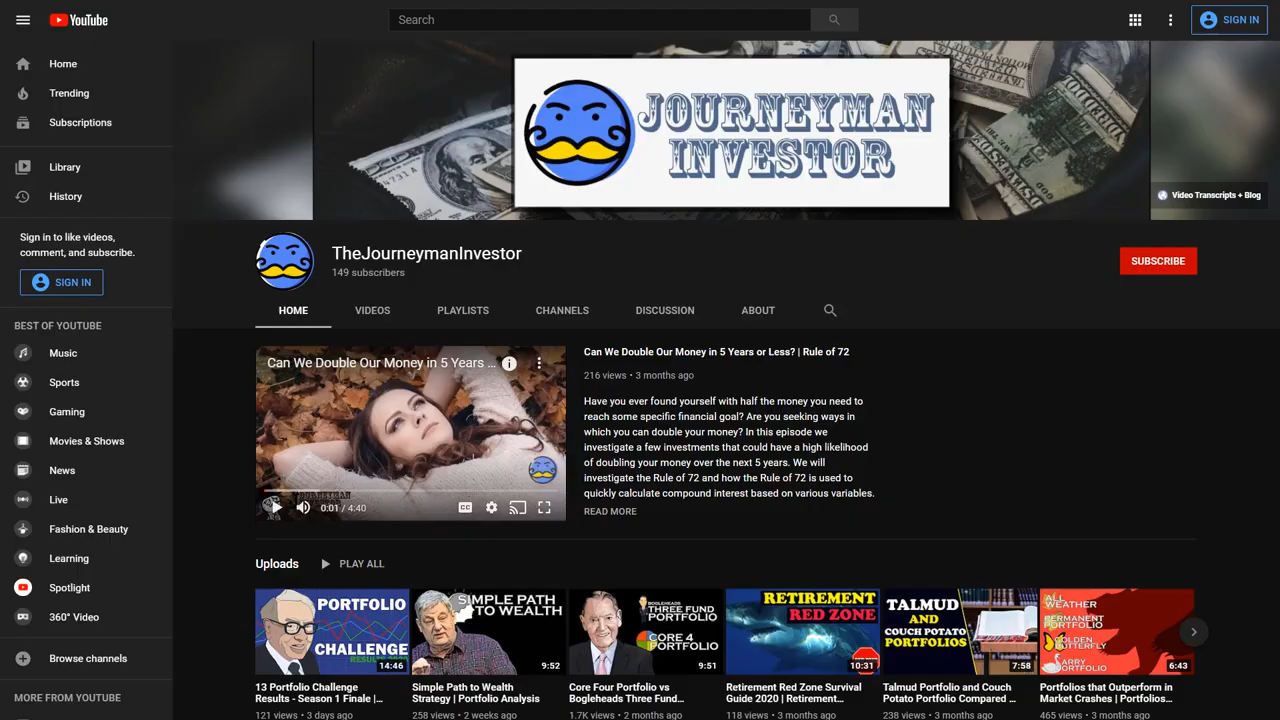 YouTube
Search
SIGN IN
Home
Trending
Subscriptions
Library
History
Sign in to like videos,
comment, and subscribe.
SIGN IN
BEST OF YOUTUBE
Music
Sports
Gaming
Movies & Shows
News
Live
Fashion & Beauty
Learning
Spotlight
360° Video
Browse channels
MORE FROM YOUTUBE
JOURNEYMAN
INVESTOR
Video Transcripts + Blog
TheJourneymanInvestor
149 subscribers
SUBSCRIBE
HOME
VIDEOS
PLAYLISTS
CHANNELS
DISCUSSION
ABOUT
Can We Double Our Money in 5 Years ...
0:01 / 4:40
CC
Can We Double Our Money in 5 Years or Less? | Rule of 72
216 views • 3 months ago
Have you ever found yourself with half the money you need to
reach some specific financial goal? Are you seeking ways in
which you can double your money? In this episode we
investigate a few investments that could have a high likelihood
of doubling your money over the next 5 years. We will
investigate the Rule of 72 and how the Rule of 72 is used to
quickly calculate compound interest based on various variables.
READ MORE
Uploads
PLAY ALL
PORTFOLIO
CHALLENGE
14:46
13 Portfolio Challenge
Results - Season 1 Finale |...
121 views • 3 days ago
SIMPLE PATH
TO WEALTH
9:52
Simple Path to Wealth
Strategy | Portfolio Analysis
258 views • 2 weeks ago
BOGLEHEADS
THREE FUND
PORTFOLIO
CORE 4
PORTFOLIO
9:51
Core Four Portfolio vs
Bogleheads Three Fund...
1.7K views • 2 months ago
RETIREMENT
RED ZONE
10:31
Retirement Red Zone Survival
Guide 2020 | Retirement...
118 views • 3 months ago
TALMUD
AND
COUCH POTATO
PORTFOLIOS
7:58
Talmud Portfolio and Couch
Potato Portfolio Compared ...
238 views • 3 months ago
ALL
WEATHER
PERMANENT
PORTFOLIO
GOLDEN
BUTTERFLY
LARRY
PORTFOLIO
6:43
Portfolios that Outperform in
Market Crashes | Portfolios...
465 views • 3 months ago